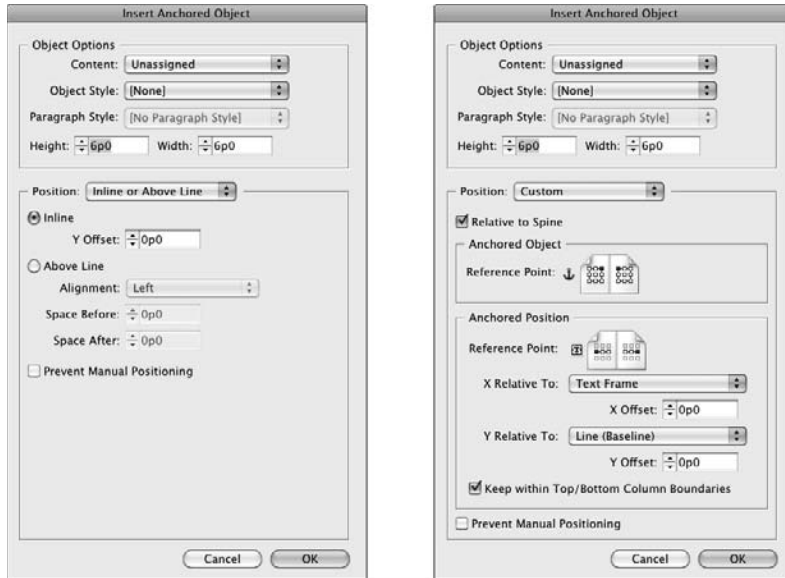 Insert Anchored Object
Object Options
Content: Unassigned
Object Style: [None]
Paragraph Style: [No Paragraph Style]
Height: 6p0 Width: 6p0
Position: Inline or Above Line
Inline
Y Offset: 0p0
Above Line
Alignment: Left
Space Before: 0p0
Space After: 0p0
Prevent Manual Positioning
Cancel OK
Insert Anchored Object
Object Options
Content: Unassigned
Object Style: [None]
Paragraph Style: [No Paragraph Style]
Height: 6p0 Width: 6p0
Position: Custom
Relative to Spine
Anchored Object
Reference Point:
Anchored Position
Reference Point:
X Relative To: Text Frame
X Offset: 0p0
Y Relative To: Line (Baseline)
Y Offset: 0p0
Keep within Top/Bottom Column Boundaries
Prevent Manual Positioning
Cancel OK